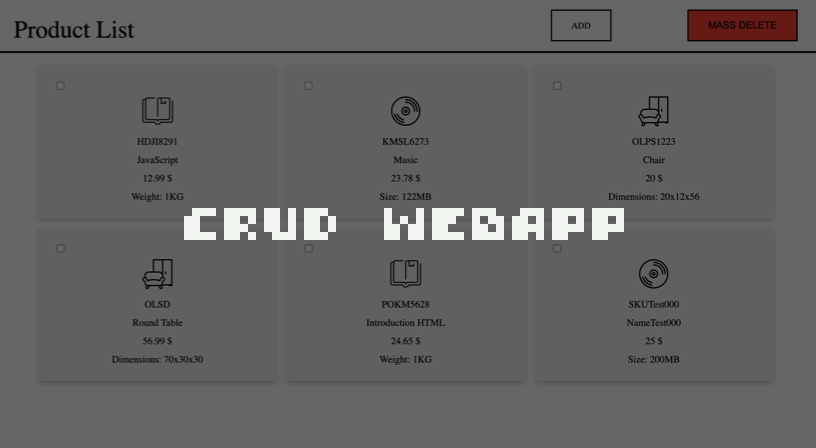 Product List
ADD
MASS DELETE
HDJI8291
JavaScript
12.99 $
Weight: 1KG
KMSL6273
Music
23.78 $
Size: 122MB
OLPS1223
Chair
20 $
Dimensions: 20x12x56
CRUD WEBAPP
OLSD
Round Table
56.99 $
Dimensions: 70x30x30
POKM5628
Introduction HTML
24.65 $
Weight: 1KG
SKUTest000
NameTest000
25 $
Size: 200MB